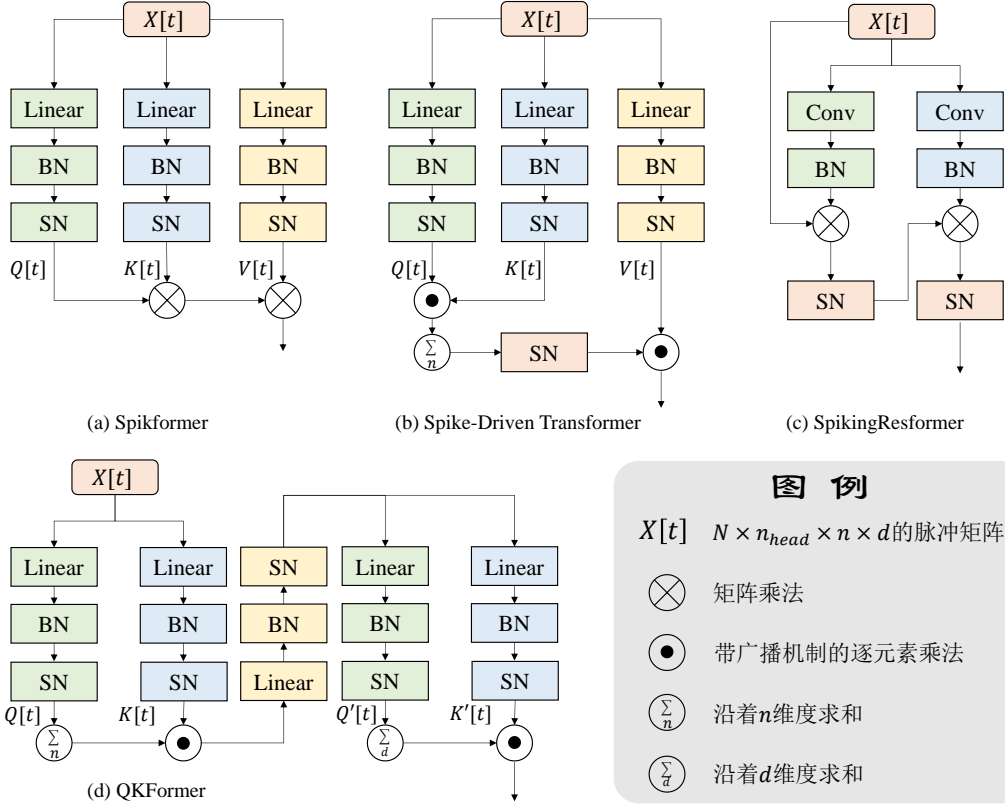 X[t]
Linear Linear Linear
BN BN BN
SN SN SN
Q[t] K[t] V[t]
(a) Spikformer
X[t]
Linear Linear Linear
BN BN BN
SN SN SN
Q[t] K[t] V[t]
∑n SN
(b) Spike-Driven Transformer
X[t]
Conv Conv
BN BN
SN SN
(c) SpikingResformer
X[t]
Linear Linear SN Linear Linear
BN BN BN BN BN
SN SN Linear SN SN
Q[t] K[t] Q'[t] K'[t]
∑n ∑d
(d) QKFormer
图 例
X[t] N × n_head × n × d的脉冲矩阵
矩阵乘法
带广播机制的逐元素乘法
∑n 沿着n维度求和
∑d 沿着d维度求和